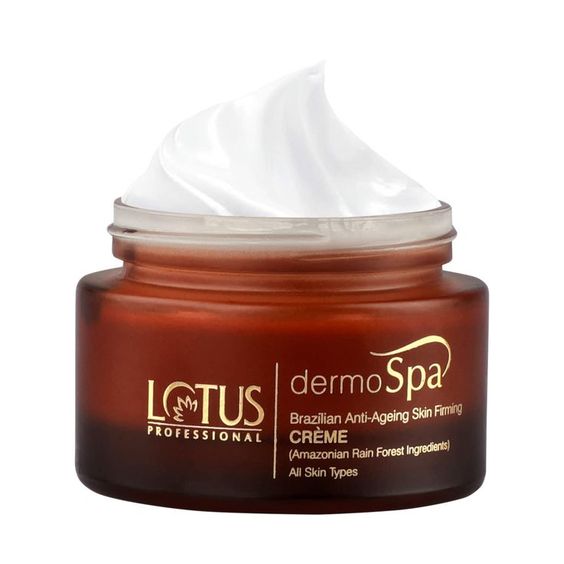 LOTUS
PROFESSIONAL
dermoSpa
Brazilian Anti-Ageing Skin Firming
CRÈME
(Amazonian Rain Forest Ingredients)
All Skin Types